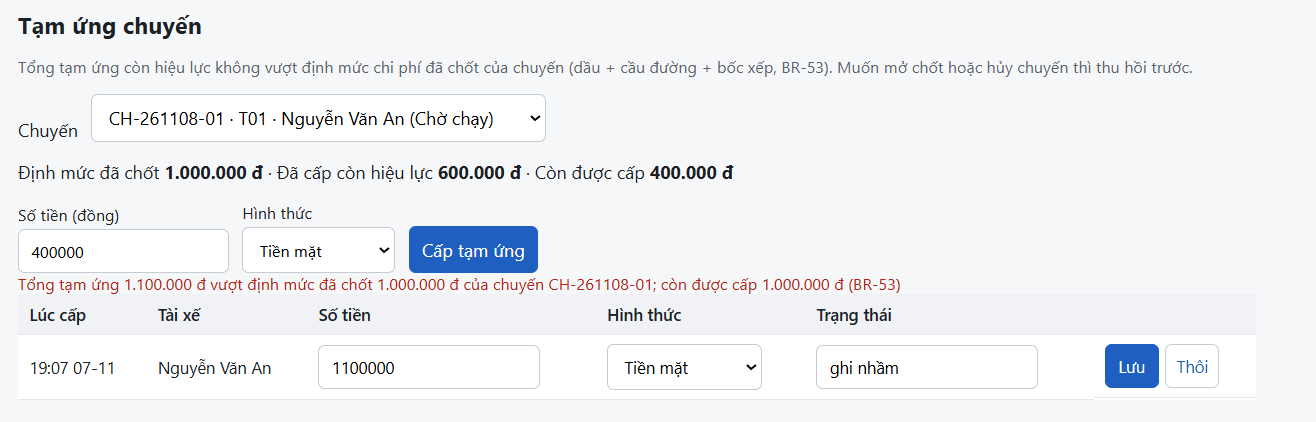 Tạm ứng chuyến
Tổng tạm ứng còn hiệu lực không vượt định mức chi phí đã chốt của chuyến (dầu + cầu đường + bốc xếp, BR-53). Muốn mở chốt hoặc hủy chuyến thì thu hồi trước.
Chuyến CH-261108-01 · T01 · Nguyễn Văn An (Chờ chạy)
Định mức đã chốt 1.000.000 đ · Đã cấp còn hiệu lực 600.000 đ · Còn được cấp 400.000 đ
Số tiền (đồng) Hình thức
400000 Tiền mặt Cấp tạm ứng
Tổng tạm ứng 1.100.000 đ vượt định mức đã chốt 1.000.000 đ của chuyến CH-261108-01; còn được cấp 1.000.000 đ (BR-53)
Lúc cấp Tài xế Số tiền Hình thức Trạng thái
19:07 07-11 Nguyễn Văn An 1100000 Tiền mặt ghi nhầm Lưu Thôi